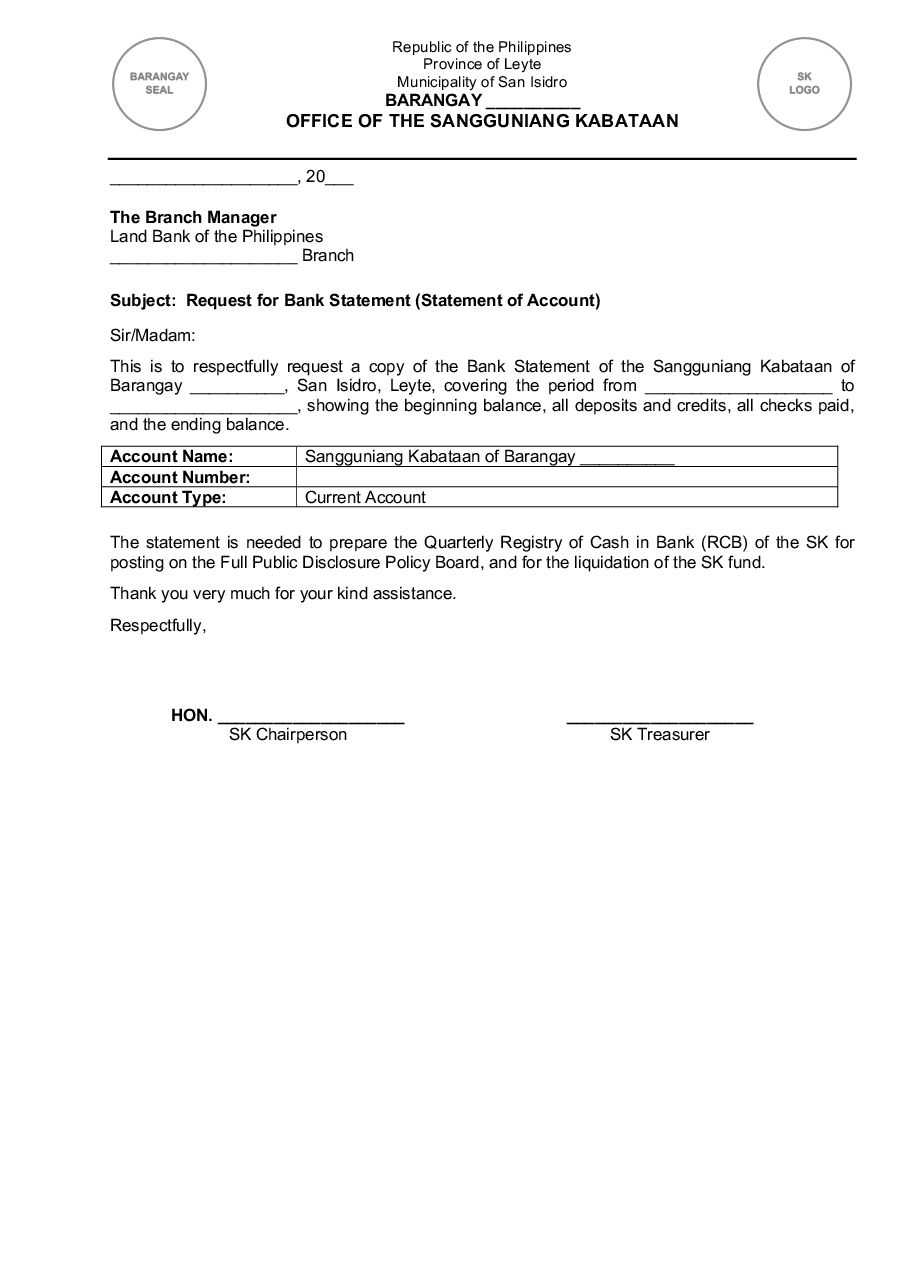 BARANGAY
SEAL
Republic of the Philippines
Province of Leyte
Municipality of San Isidro
BARANGAY __________
OFFICE OF THE SANGGUNIANG KABATAAN
SK
LOGO
____________________, 20___
The Branch Manager
Land Bank of the Philippines
____________________ Branch
Subject: Request for Bank Statement (Statement of Account)
Sir/Madam:
This is to respectfully request a copy of the Bank Statement of the Sangguniang Kabataan of
Barangay __________, San Isidro, Leyte, covering the period from ____________________ to
____________________, showing the beginning balance, all deposits and credits, all checks paid,
and the ending balance.
Account Name: Sangguniang Kabataan of Barangay __________
Account Number:
Account Type: Current Account
The statement is needed to prepare the Quarterly Registry of Cash in Bank (RCB) of the SK for
posting on the Full Public Disclosure Policy Board, and for the liquidation of the SK fund.
Thank you very much for your kind assistance.
Respectfully,
HON. ____________________ ____________________
SK Chairperson SK Treasurer